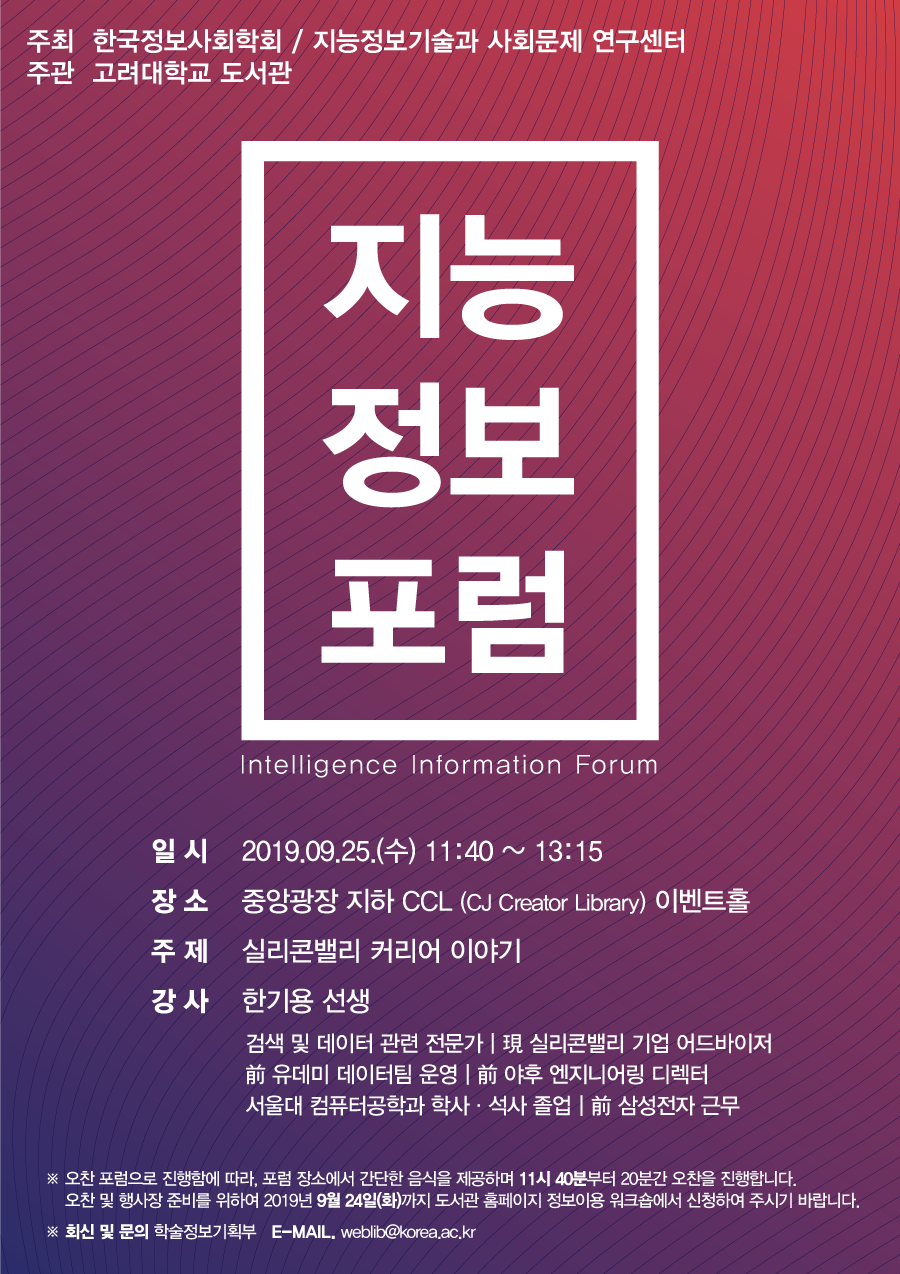 주최 한국정보사회학회 / 지능정보기술과 사회문제 연구센터
주관 고려대학교 도서관
지능
정보
포럼
Intelligence Information Forum
일 시 2019.09.25.(수) 11:40 ~ 13:15
장 소 중앙광장 지하 CCL (CJ Creator Library) 이벤트홀
주 제 실리콘밸리 커리어 이야기
강 사 한기용 선생
검색 및 데이터 관련 전문가 | 現 실리콘밸리 기업 어드바이저
前 유데미 데이터팀 운영 | 前 야후 엔지니어링 디렉터
서울대 컴퓨터공학과 학사 · 석사 졸업 | 前 삼성전자 근무
※ 오찬 포럼으로 진행함에 따라, 포럼 장소에서 간단한 음식을 제공하며 11시 40분부터 20분간 오찬을 진행합니다.
오찬 및 행사장 준비를 위하여 2019년 9월 24일(화)까지 도서관 홈페이지 정보이용 워크숍에서 신청하여 주시기 바랍니다.
※ 회신 및 문의 학술정보기획부 E-MAIL. weblib@korea.ac.kr